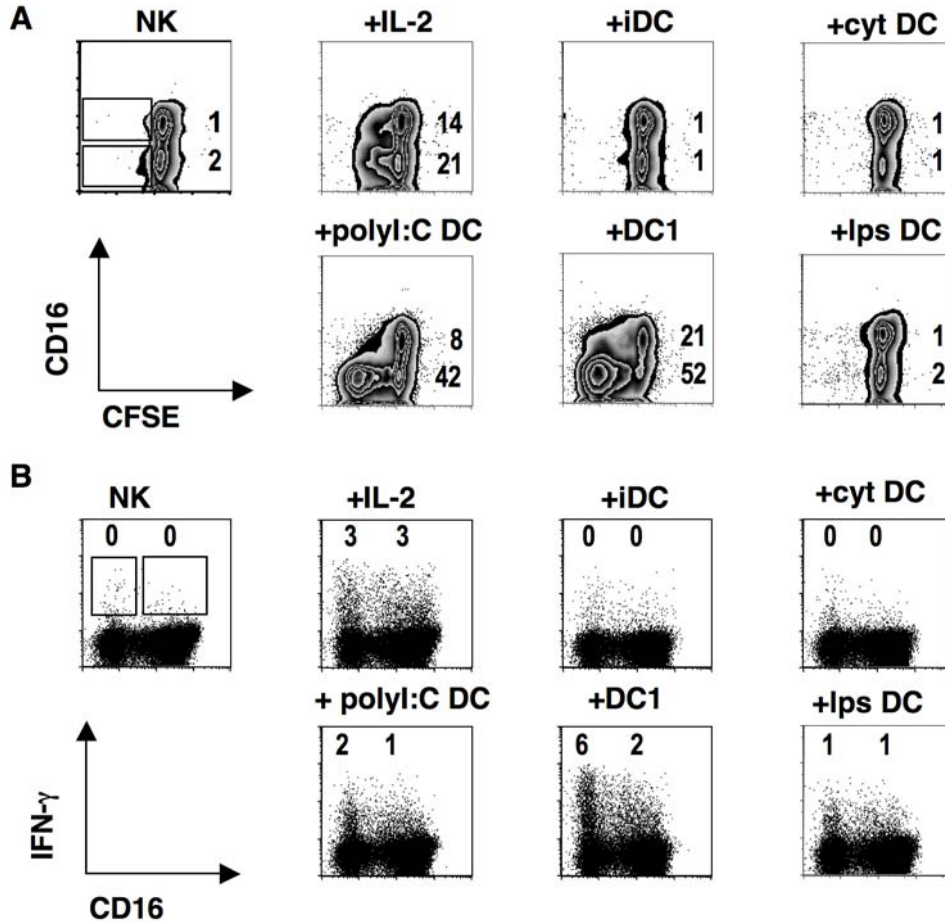 A
NK +IL-2 +iDC +cyt DC
1 14 1 1
2 21 1 1
+polyI:C DC +DC1 +lps DC
8 21 1
42 52 2
CD16
CFSE
B
NK +IL-2 +iDC +cyt DC
0 0 3 3 0 0 0 0
+ polyI:C DC +DC1 +lps DC
2 1 6 2 1 1
IFN-γ
CD16